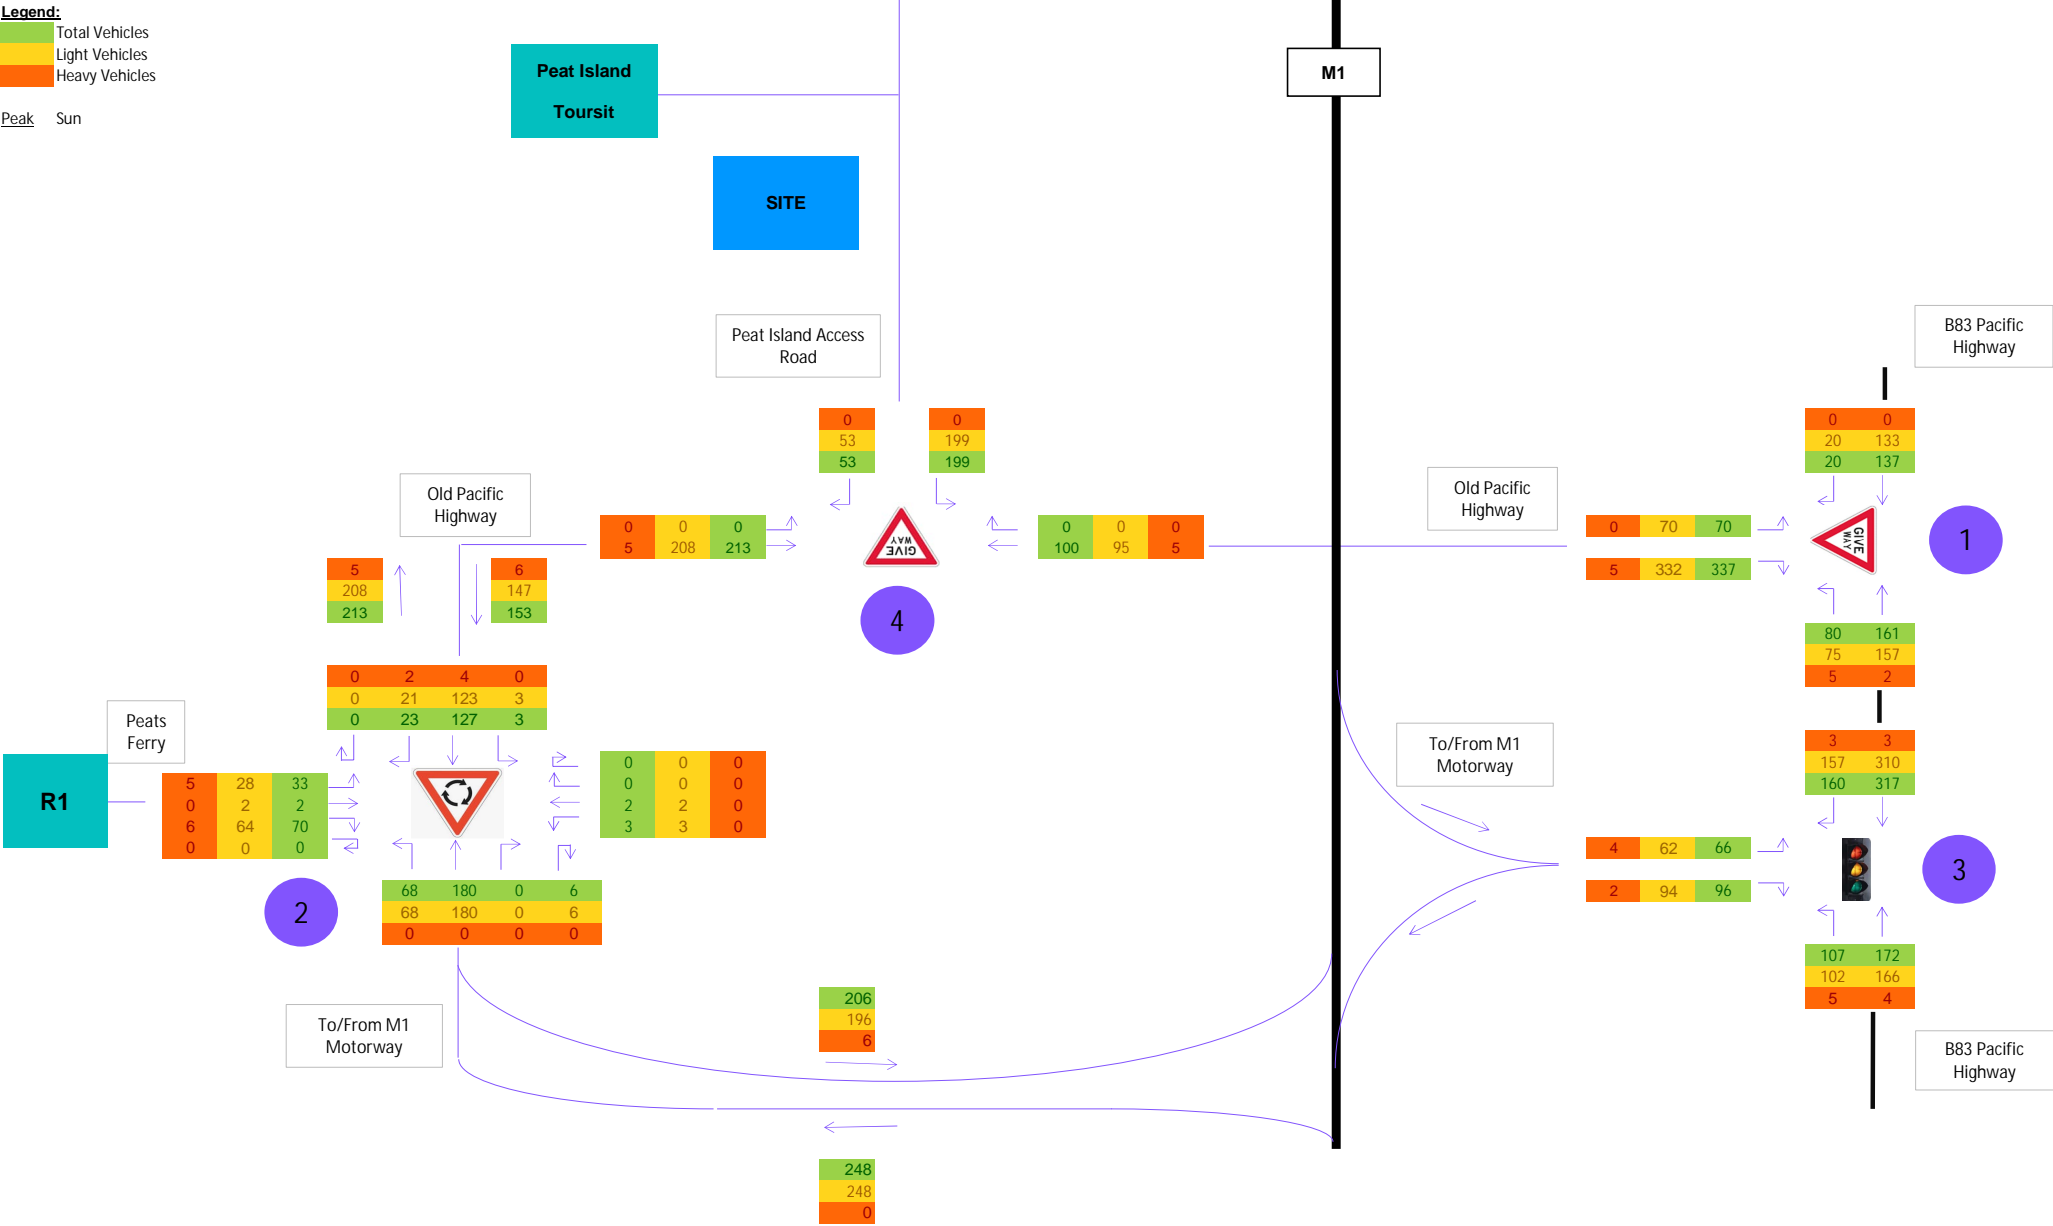 Legend:
Total Vehicles
Light Vehicles
Heavy Vehicles
Peak Sun
Peat Island
Toursit
M1
SITE
Peat Island Access
Road
B83 Pacific
Highway
0 0
53 199
53 199
0 0
20 133
20 137
Old Pacific
Highway
Old Pacific
Highway
0 0 0
5 208 213
GIVE
WAY
0 0 0
100 95 5
0 70 70
5 332 337
GIVE
WAY
1
5
208
213
6
147
153
4
80 161
75 157
5 2
0 2 4 0
0 21 123 3
0 23 127 3
Peats
Ferry
To/From M1
Motorway
3 3
157 310
160 317
R1
5 28 33
0 2 2
6 64 70
0 0 0
0 0 0
0 0 0
2 2 0
3 3 0
4 62 66
2 94 96
3
2
68 180 0 6
68 180 0 6
0 0 0 0
107 172
102 166
5 4
To/From M1
Motorway
206
196
6
B83 Pacific
Highway
248
248
0